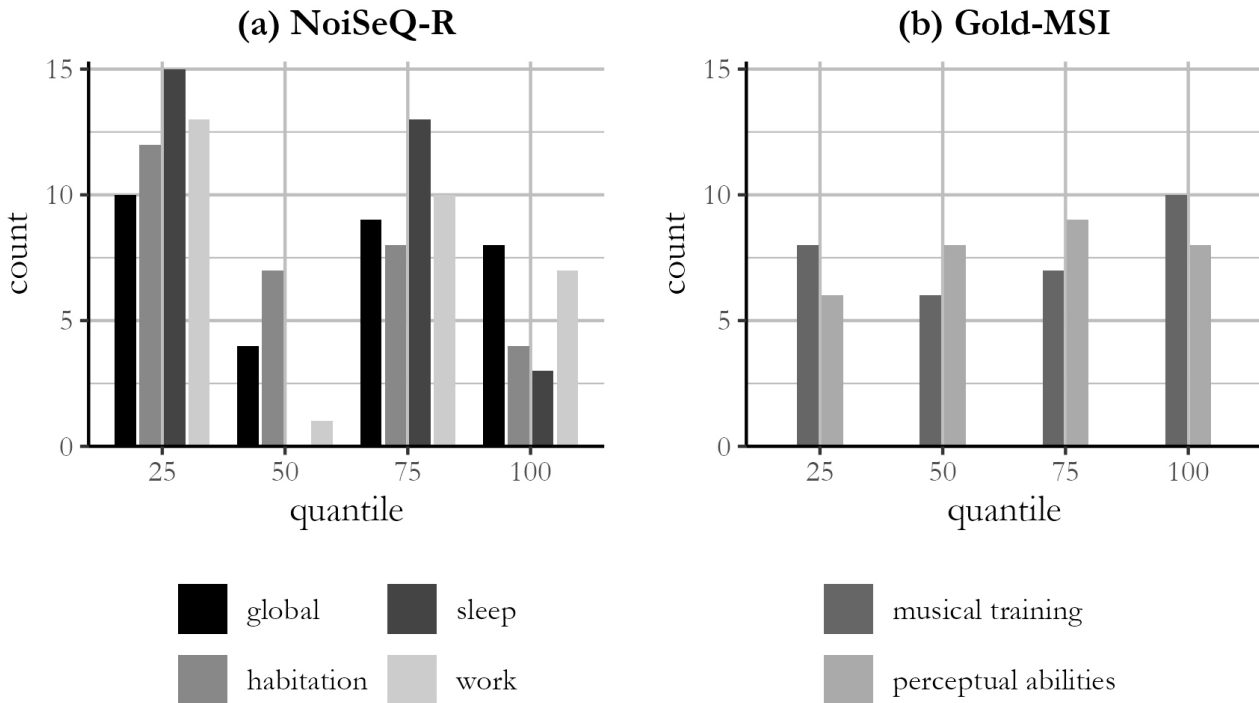 (a) NoiSeQ-R
15
10
5
0
count
25 50 75 100
quantile
global
sleep
habitation
work
(b) Gold-MSI
15
10
5
0
count
25 50 75 100
quantile
musical training
perceptual abilities